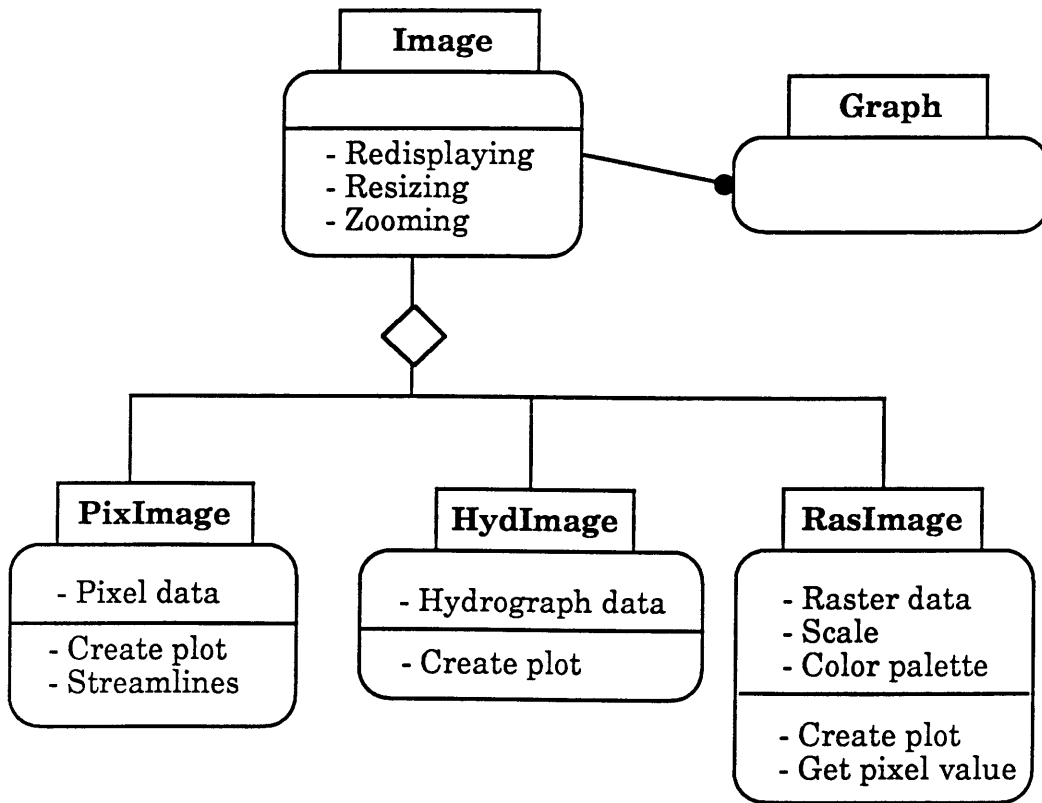 Image
- Redisplaying
- Resizing
- Zooming
Graph
PixImage
- Pixel data
- Create plot
- Streamlines
HydImage
- Hydrograph data
- Create plot
RasImage
- Raster data
- Scale
- Color palette
- Create plot
- Get pixel value